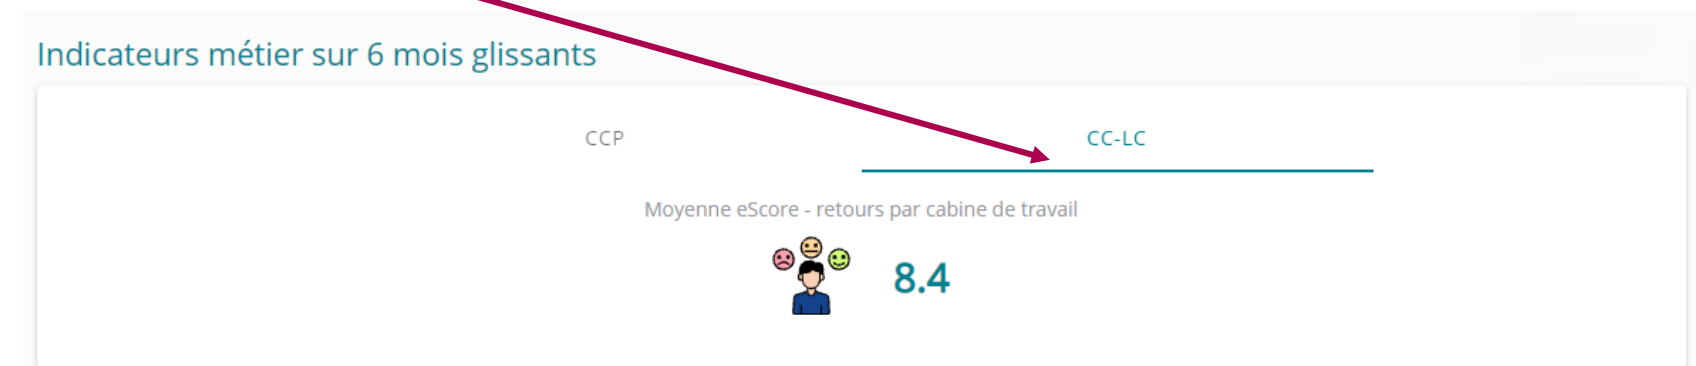 Indicateurs métier sur 6 mois glissants
CCP
CC-LC
Moyenne eScore - retours par cabine de travail
8.4